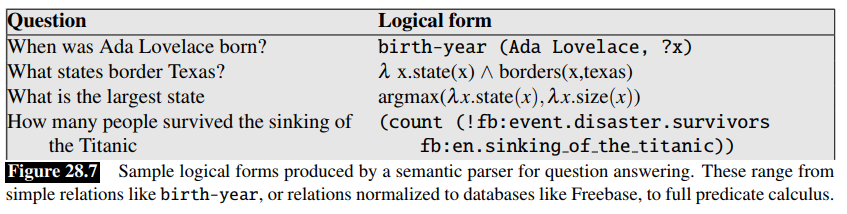 Question Logical form
When was Ada Lovelace born? birth-year (Ada Lovelace, ?x)
What states border Texas? λ x.state(x) ∧ borders(x,texas)
What is the largest state argmax(λx.state(x),λx.size(x))
How many people survived the sinking of (count (!fb:event.disaster.survivors
the Titanic fb:en.sinking_of_the_titanic))
Figure 28.7 Sample logical forms produced by a semantic parser for question answering. These range from
simple relations like birth-year, or relations normalized to databases like Freebase, to full predicate calculus.